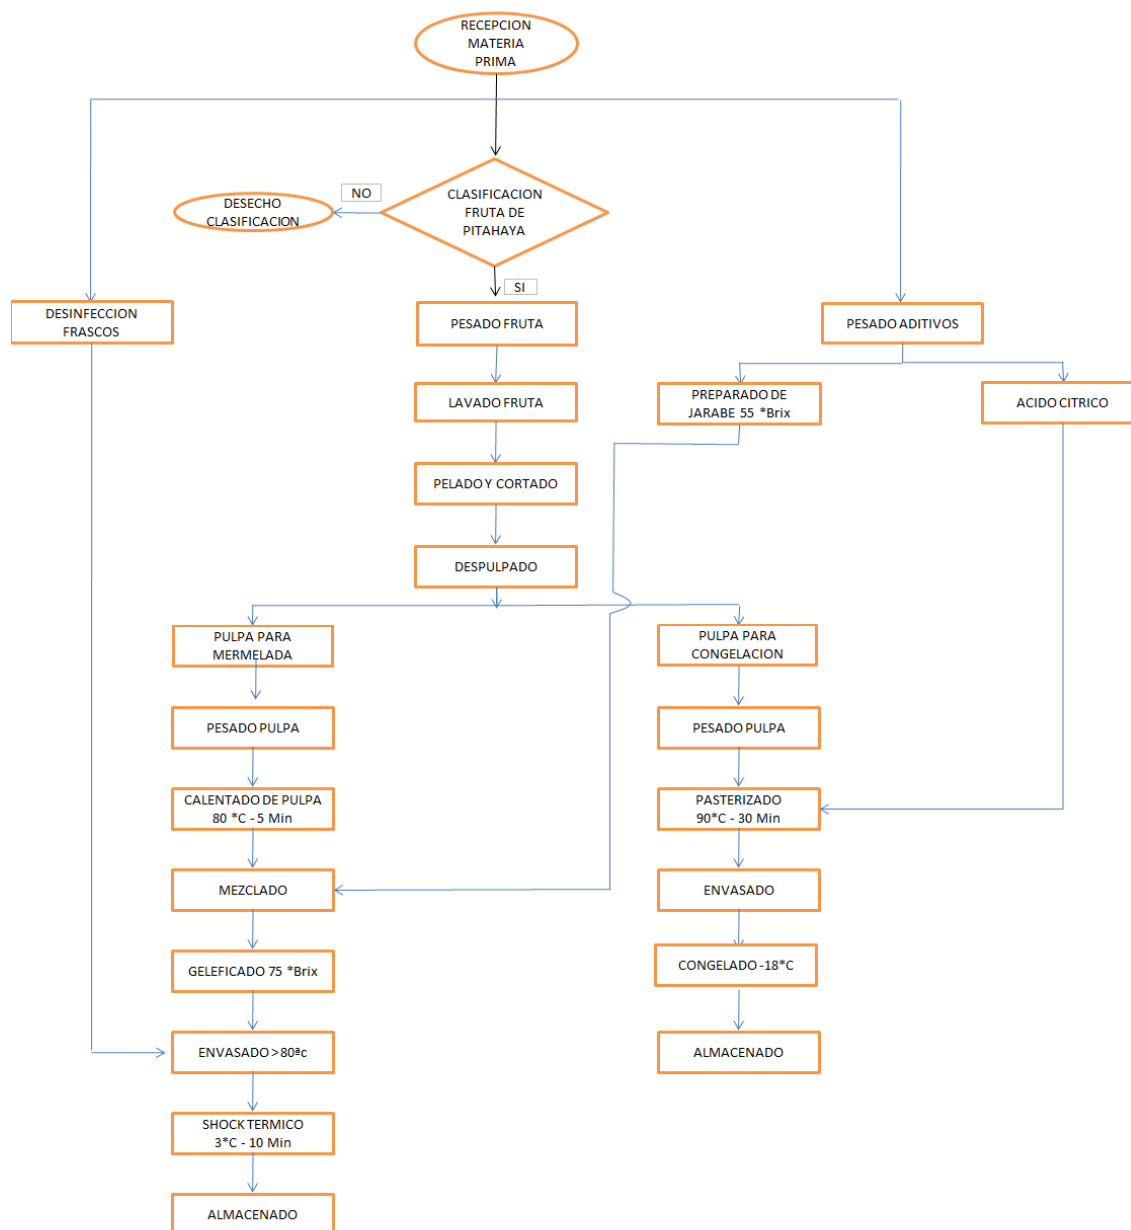 RECEPCION
MATERIA
PRIMA
NO
CLASIFICACION
FRUTA DE
PITAHAYA
DESECHO
CLASIFICACION
SI
DESINFECCION
FRASCOS
PESADO FRUTA
PESADO ADITIVOS
LAVADO FRUTA
PREPARADO DE
JARABE 55 *Brix
ACIDO CITRICO
PELADO Y CORTADO
DESPULPADO
PULPA PARA
MERMELADA
PULPA PARA
CONGELACION
PESADO PULPA
PESADO PULPA
CALENTADO DE PULPA
80 *C - 5 Min
PASTERIZADO
90*C - 30 Min
MEZCLADO
ENVASADO
GELEFICADO 75 *Brix
CONGELADO -18*C
ENVASADO >80ªc
ALMACENADO
SHOCK TERMICO
3*C - 10 Min
ALMACENADO